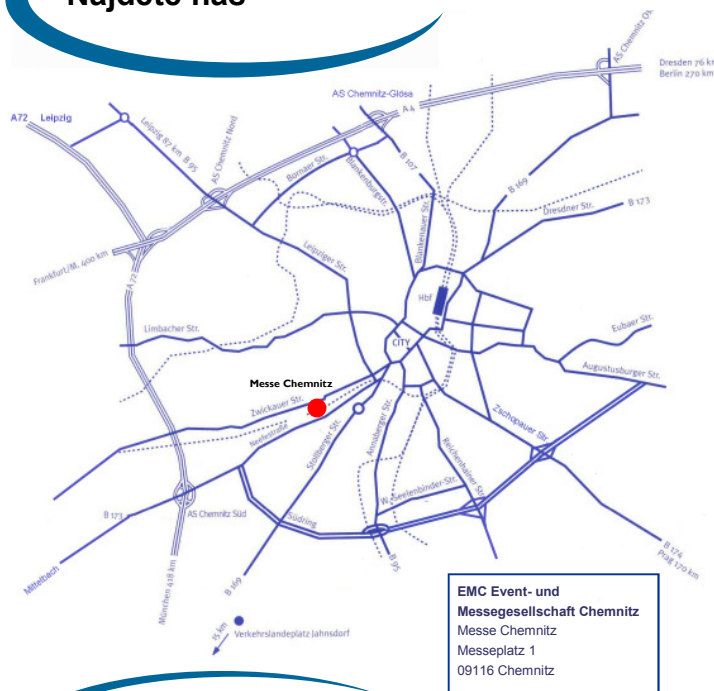 Najdete nás
AS Chemnitz Os
Dresden 76 km
Berlin 270 km
AS Chemnitz-Glösa
A 4
A72 Leipzig
Leipzig 87 km B 95
AS Chemnitz Nord
Bornaer Str.
Blankenburgstr.
B 107
B 169
B 173
Dresdner Str.
Blankenauer Str.
Frankfurt/M. 400 km
A 72
Leipziger Str.
Hbf
Limbacher Str.
CITY
Eubaer Str.
Augustusburger Str.
Messe Chemnitz
Zwickauer Str.
Neefestraße
Stollberger Str.
Annaberger Str.
Zschopauer Str.
Reichenhainer Str.
W.-Seelenbinder-Str.
B 173
AS Chemnitz Süd
Südring
Mittelbach
München 418 km
B 169
B 95
B 174
Prag 170 km
15 km
Verkehrslandeplatz Jahnsdorf
EMC Event- und
Messegesellschaft Chemnitz
Messe Chemnitz
Messeplatz 1
09116 Chemnitz